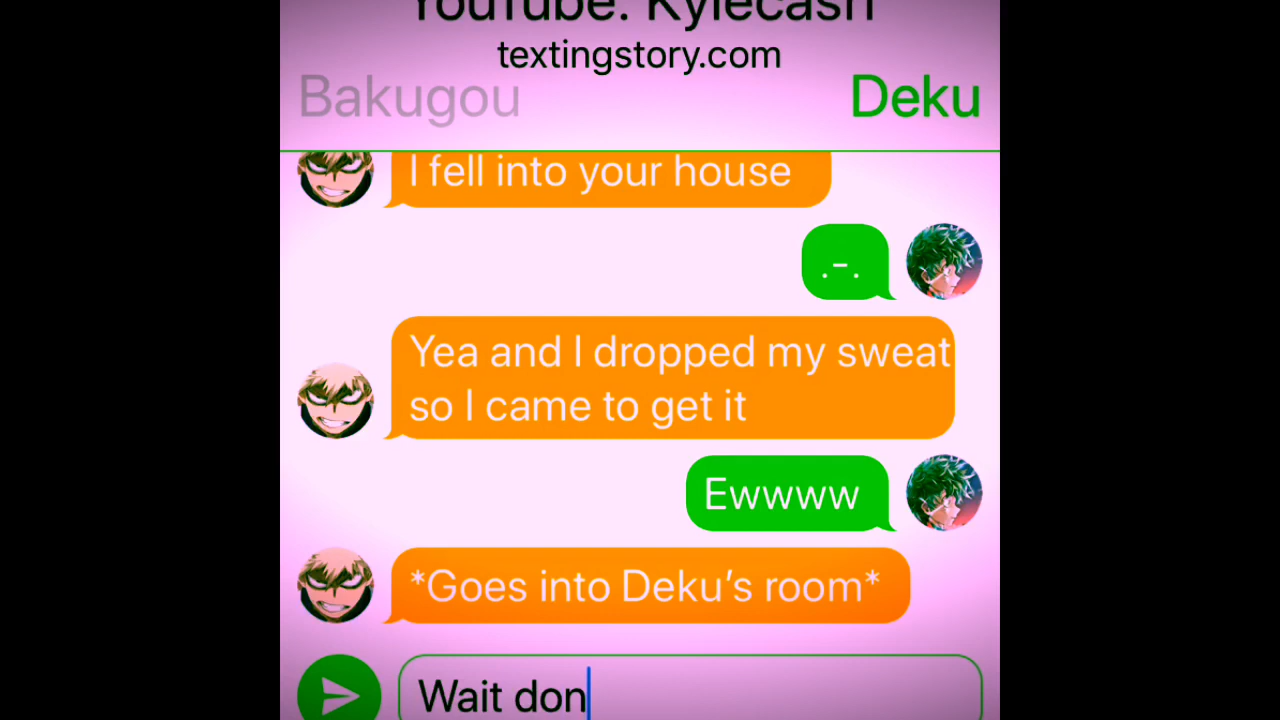 YouTube: Kylecash
textingstory.com
Bakugou
Deku
I fell into your house
.-.
Yea and I dropped my sweat
so I came to get it
Ewwww
*Goes into Deku’s room*
Wait don